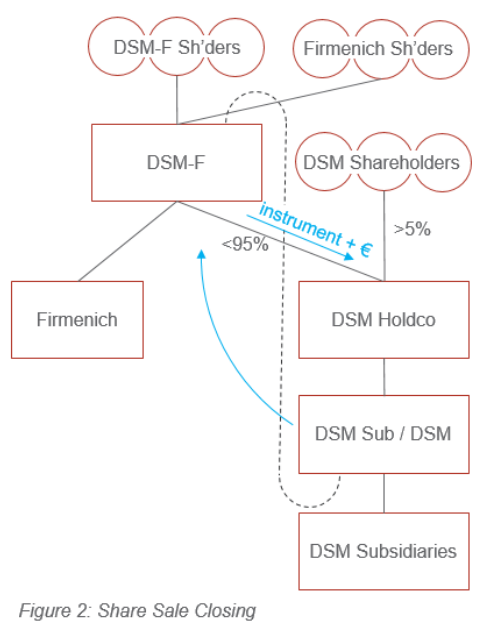 DSM-F Sh'ders
Firmenich Sh'ders
DSM-F
DSM Shareholders
instrument + €
>5%
<95%
Firmenich
DSM Holdco
DSM Sub / DSM
DSM Subsidiaries
Figure 2: Share Sale Closing